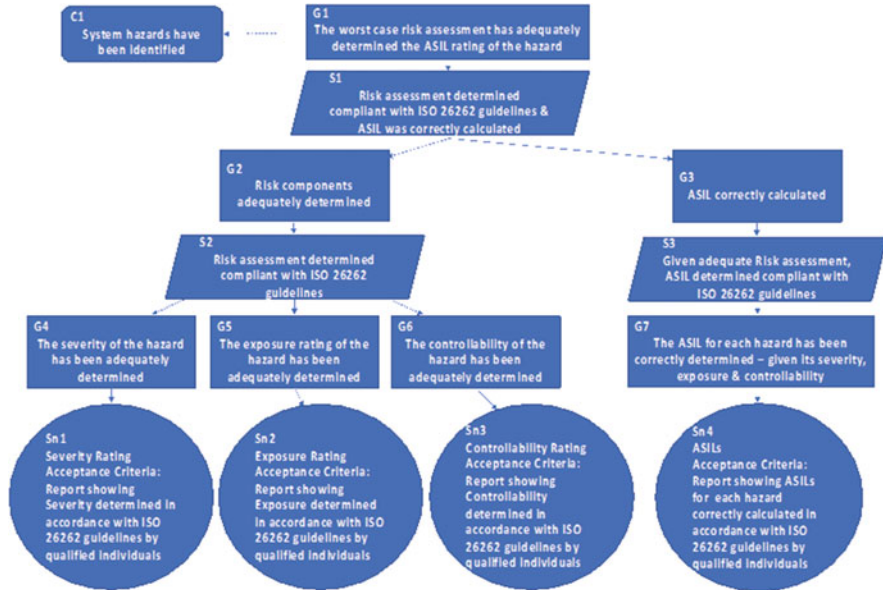 C1
System hazards have
been identified
G1
The worst case risk assessment has adequately
determined the ASIL rating of the hazard
S1
Risk assessment determined
compliant with ISO 26262 guidelines &
ASIL was correctly calculated
G2
Risk components
adequately determined
G3
ASIL correctly calculated
S2
Risk assessment determined
compliant with ISO 26262
guidelines
S3
Given adequate Risk assessment,
ASIL determined compliant with
ISO 26262 guidelines
G4
The severity of the hazard
has been adequately
determined
G5
The exposure rating of the
hazard has been
adequately determined
G6
The controllability of the
hazard has been
adequately determined
G7
The ASIL for each hazard has been
correctly determined – given its severity,
exposure & controllability
Sn1
Severity Rating
Acceptance Criteria:
Report showing
Severity determined in
accordance with ISO
26262 guidelines by
qualified individuals
Sn2
Exposure Rating
Acceptance Criteria:
Report showing
Exposure determined
in accordance with ISO
26262 guidelines by
qualified individuals
Sn3
Controllability Rating
Acceptance Criteria:
Report showing
Controllability
determined in
accordance with ISO
26262 guidelines by
qualified individuals
Sn4
ASILs
Acceptance Criteria:
Report showing ASILs
for each hazard
correctly calculated in
accordance with ISO
26262 guidelines by
qualified individuals